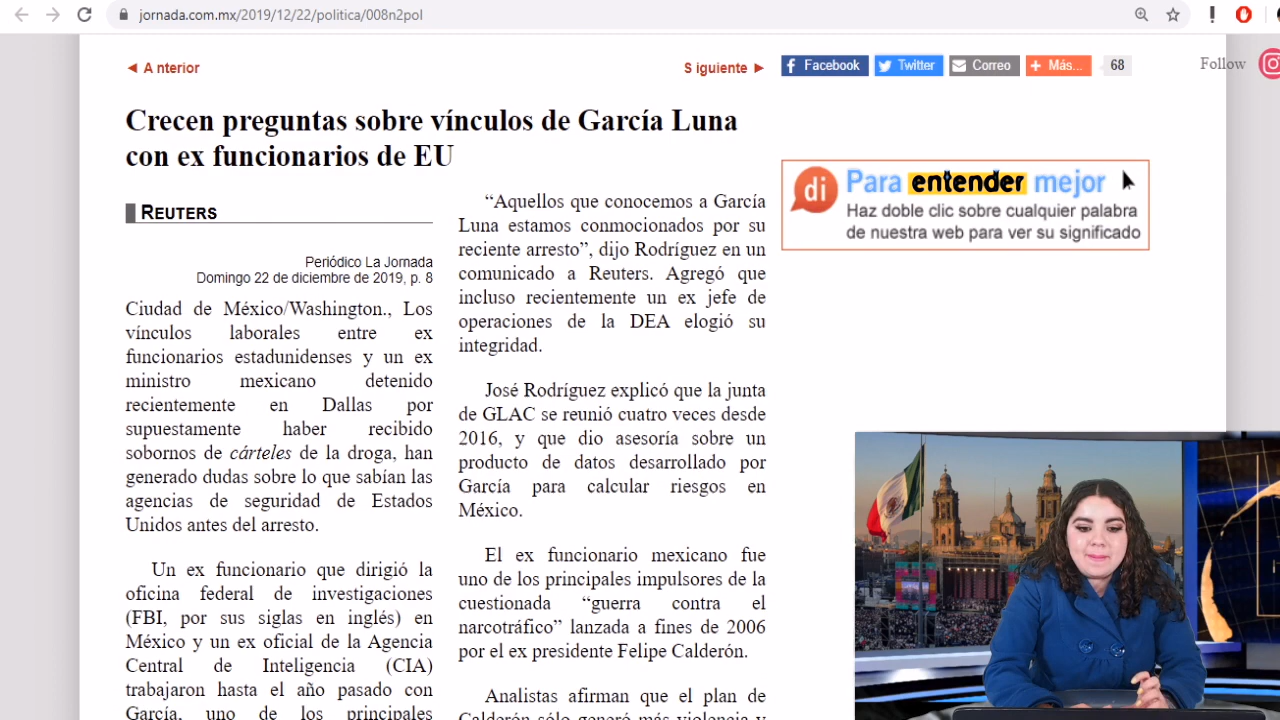 jornada.com.mx/2019/12/22/politica/008n2pol
◄ A nterior
S iguiente ►
Facebook
Twitter
Correo
Más...
68
Follow
Crecen preguntas sobre vínculos de García Luna
con ex funcionarios de EU
REUTERS
Periódico La Jornada
Domingo 22 de diciembre de 2019, p. 8
Ciudad de México/Washington., Los
vínculos laborales entre ex
funcionarios estadunidenses y un ex
ministro mexicano detenido
recientemente en Dallas por
supuestamente haber recibido
sobornos de cárteles de la droga, han
generado dudas sobre lo que sabían las
agencias de seguridad de Estados
Unidos antes del arresto.
Un ex funcionario que dirigió la
oficina federal de investigaciones
(FBI, por sus siglas en inglés) en
México y un ex oficial de la Agencia
Central de Inteligencia (CIA)
trabajaron hasta el año pasado con
García, uno de los principales
“Aquellos que conocemos a García
Luna estamos conmocionados por su
reciente arresto”, dijo Rodríguez en un
comunicado a Reuters. Agregó que
incluso recientemente un ex jefe de
operaciones de la DEA elogió su
integridad.
José Rodríguez explicó que la junta
de GLAC se reunió cuatro veces desde
2016, y que dio asesoría sobre un
producto de datos desarrollado por
García para calcular riesgos en
México.
El ex funcionario mexicano fue
uno de los principales impulsores de la
cuestionada “guerra contra el
narcotráfico” lanzada a fines de 2006
por el ex presidente Felipe Calderón.
Analistas afirman que el plan de
Calderón sólo generó más violencia y
di
Para entender mejor
Haz doble clic sobre cualquier palabra
de nuestra web para ver su significado